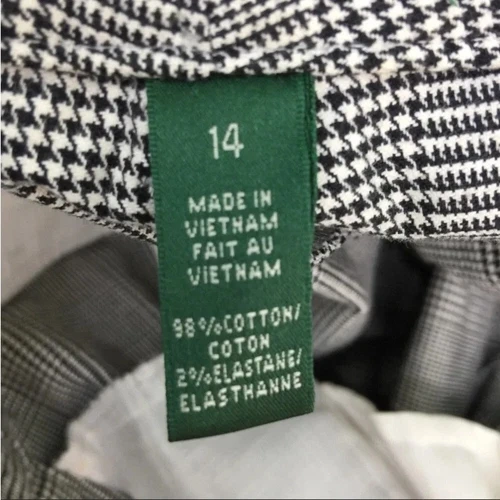 14
MADE IN
VIETNAM
FAIT AU
VIETNAM
98%COTTON/
COTON
2%ELASTANE/
ELASTHANNE